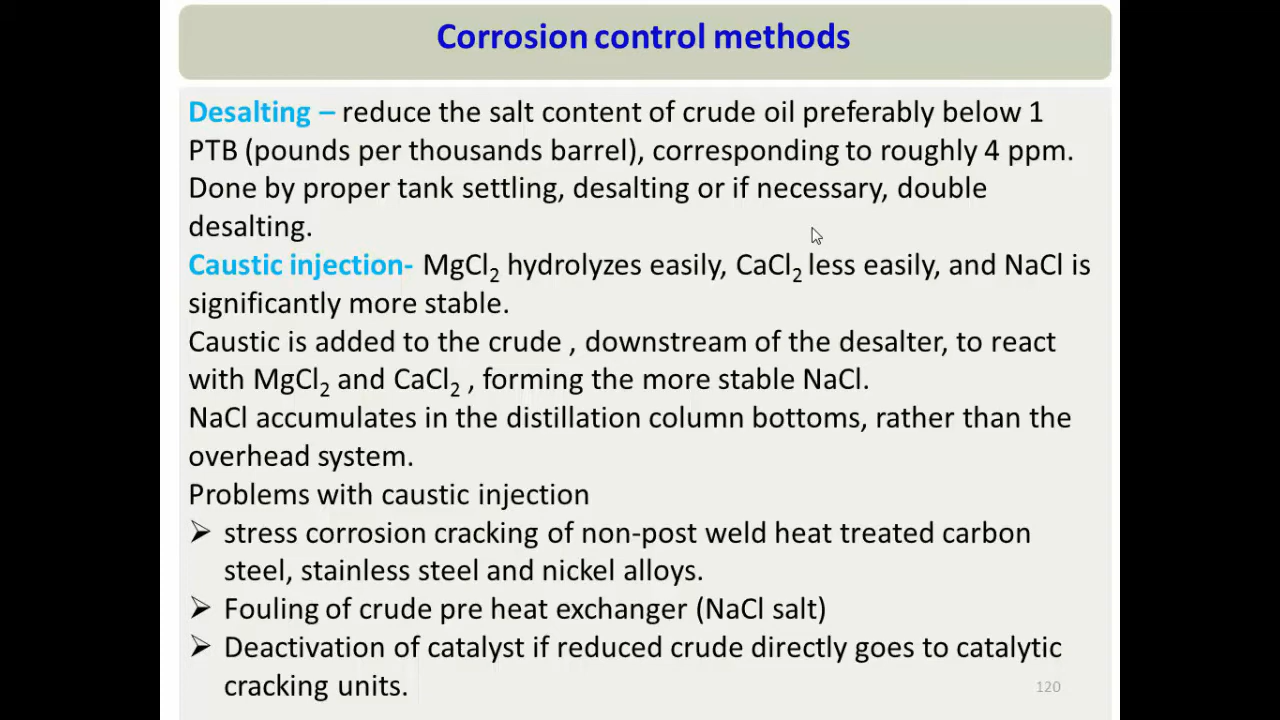 Corrosion control methods
Desalting – reduce the salt content of crude oil preferably below 1
PTB (pounds per thousands barrel), corresponding to roughly 4 ppm.
Done by proper tank settling, desalting or if necessary, double
desalting.
Caustic injection- MgCl₂ hydrolyzes easily, CaCl₂ less easily, and NaCl is
significantly more stable.
Caustic is added to the crude , downstream of the desalter, to react
with MgCl₂ and CaCl₂ , forming the more stable NaCl.
NaCl accumulates in the distillation column bottoms, rather than the
overhead system.
Problems with caustic injection
➢ stress corrosion cracking of non-post weld heat treated carbon
steel, stainless steel and nickel alloys.
➢ Fouling of crude pre heat exchanger (NaCl salt)
➢ Deactivation of catalyst if reduced crude directly goes to catalytic
cracking units.
120